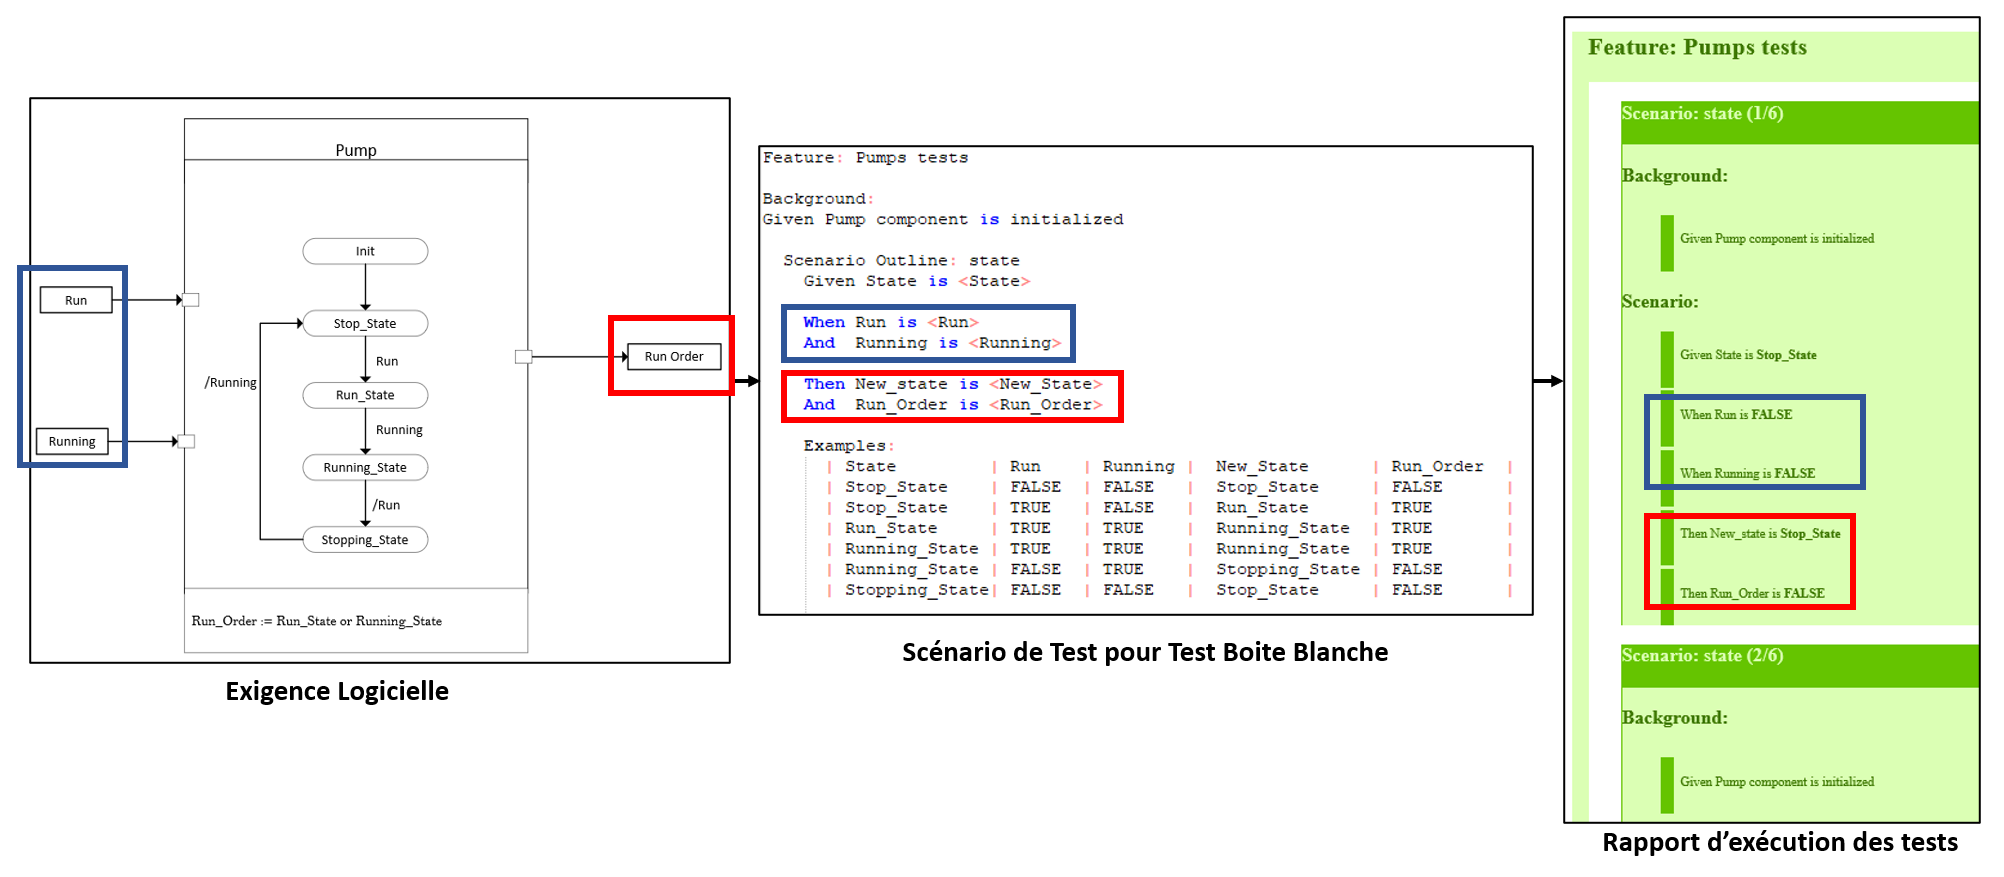 Pump
Init
Run
Stop_State
Run
Run Order
/Running
Run_State
Running
Running
Running_State
/Run
Stopping_State
Run_Order := Run_State or Running_State
Exigence Logicielle
Feature: Pumps tests
Background:
Given Pump component is initialized
Scenario Outline: state
Given State is <State>
When Run is <Run>
And Running is <Running>
Then New_state is <New_State>
And Run_Order is <Run_Order>
Examples:
| State | Run | Running | New_State | Run_Order |
| Stop_State | FALSE | FALSE | Stop_State | FALSE |
| Stop_State | TRUE | FALSE | Run_State | TRUE |
| Run_State | TRUE | TRUE | Running_State | TRUE |
| Running_State | TRUE | TRUE | Running_State | TRUE |
| Running_State | FALSE | TRUE | Stopping_State | FALSE |
| Stopping_State| FALSE | FALSE | Stop_State | FALSE |
Scénario de Test pour Test Boite Blanche
Feature: Pumps tests
Scenario: state (1/6)
Background:
Given Pump component is initialized
Scenario:
Given State is Stop_State
When Run is FALSE
When Running is FALSE
Then New_state is Stop_State
Then Run_Order is FALSE
Scenario: state (2/6)
Background:
Given Pump component is initialized
Rapport d’exécution des tests